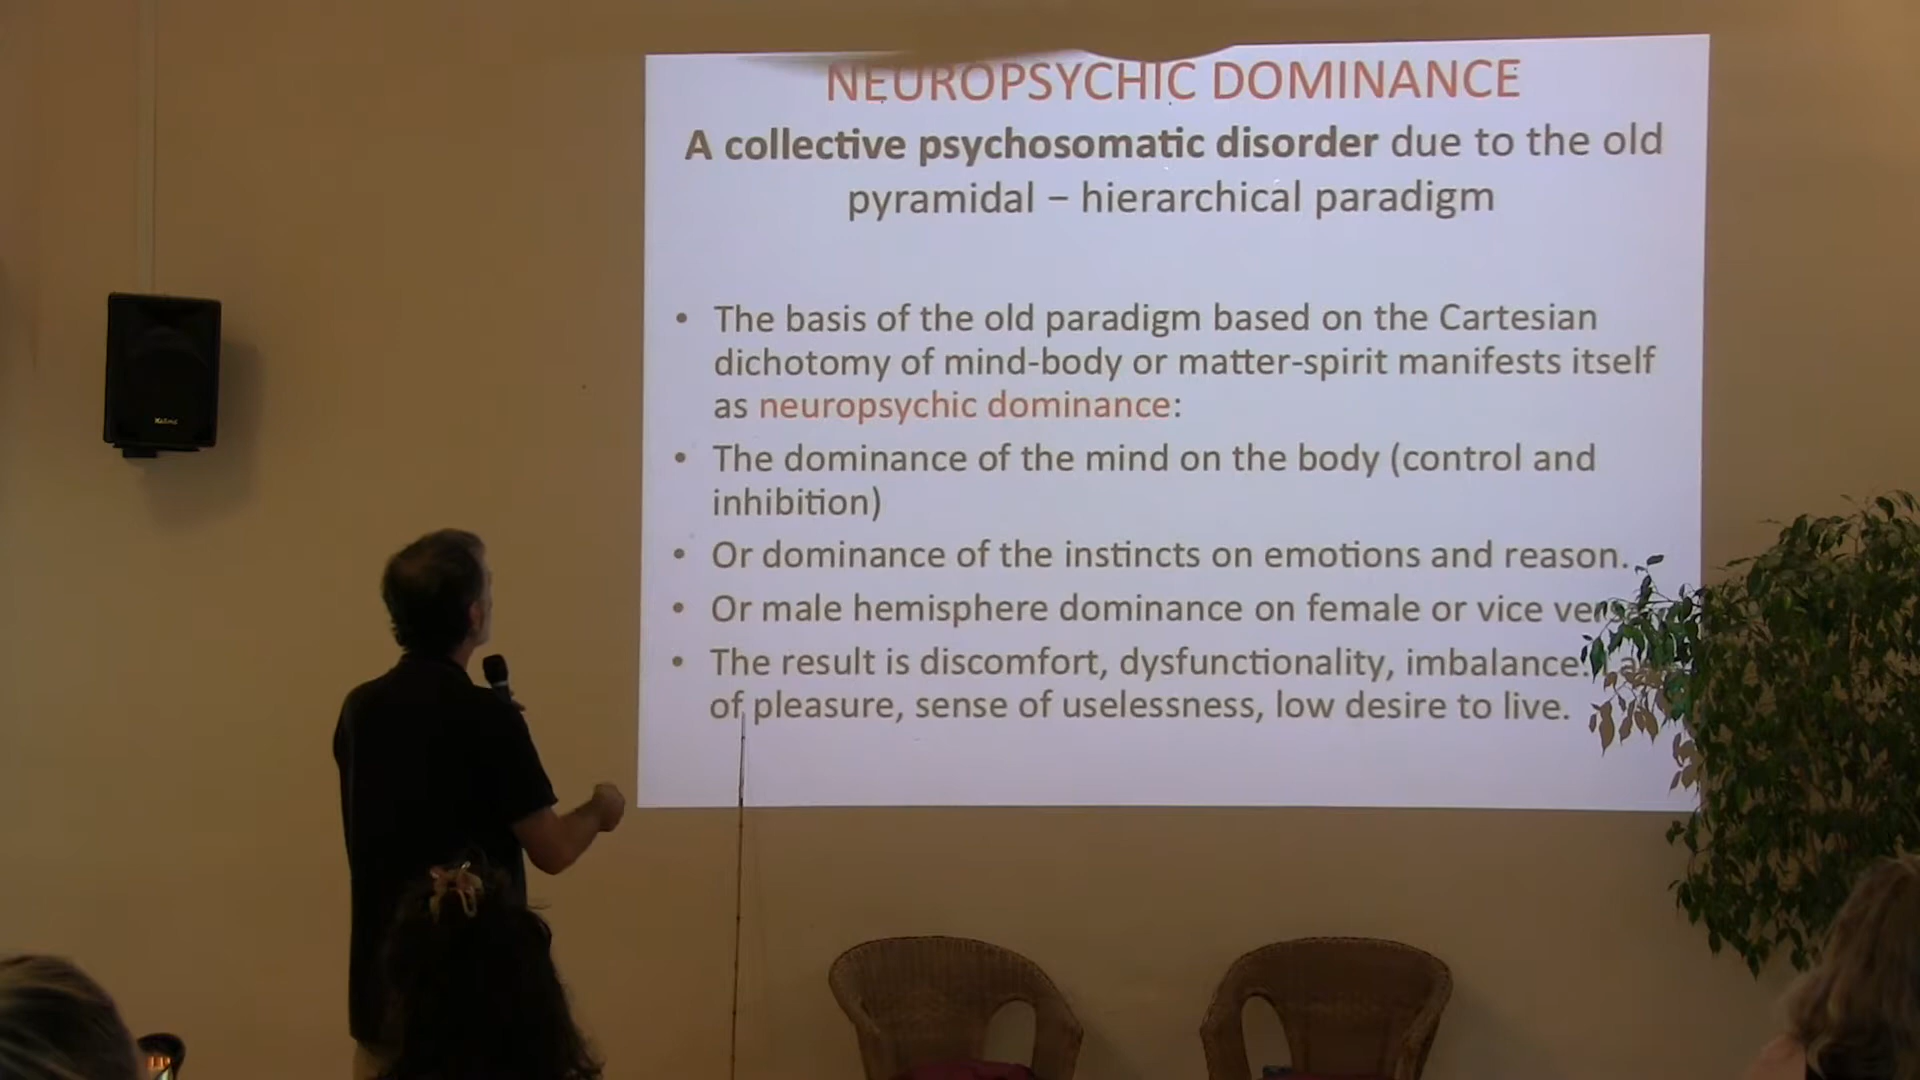 NEUROPSYCHIC DOMINANCE
A collective psychosomatic disorder due to the old
pyramidal – hierarchical paradigm
• The basis of the old paradigm based on the Cartesian
dichotomy of mind-body or matter-spirit manifests itself
as neuropsychic dominance:
• The dominance of the mind on the body (control and
inhibition)
• Or dominance of the instincts on emotions and reason.
• Or male hemisphere dominance on female or vice
• The result is discomfort, dysfunctionality, imbalance.
of pleasure, sense of uselessness, low desire to live.